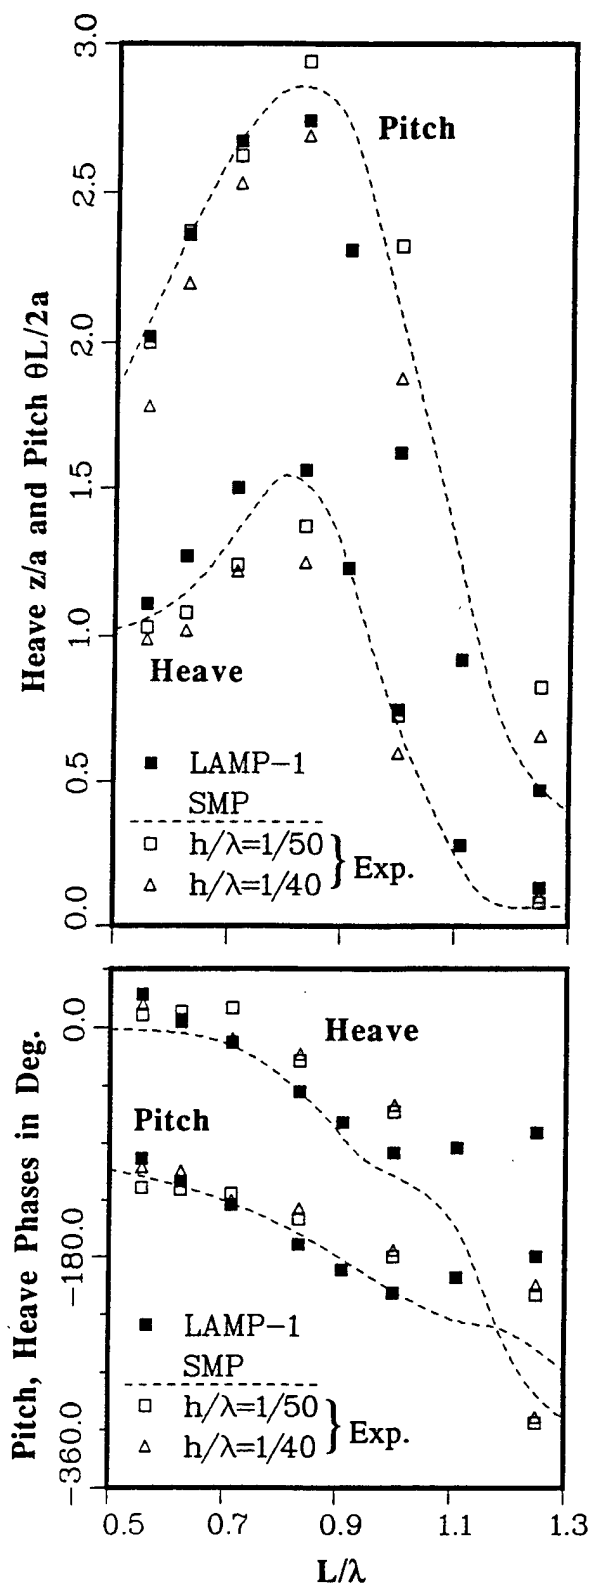 3.0
Pitch
2.5
2.0
1.5
1.0
0.5
0.0
Heave z/a and Pitch θL/2a
Heave
LAMP-1
SMP
h/λ=1/50
h/λ=1/40
} Exp.
0.0
-180.0
-360.0
Pitch, Heave Phases in Deg.
Heave
Pitch
LAMP-1
SMP
h/λ=1/50
h/λ=1/40
} Exp.
0.5 0.7 0.9 1.1 1.3
L/λ